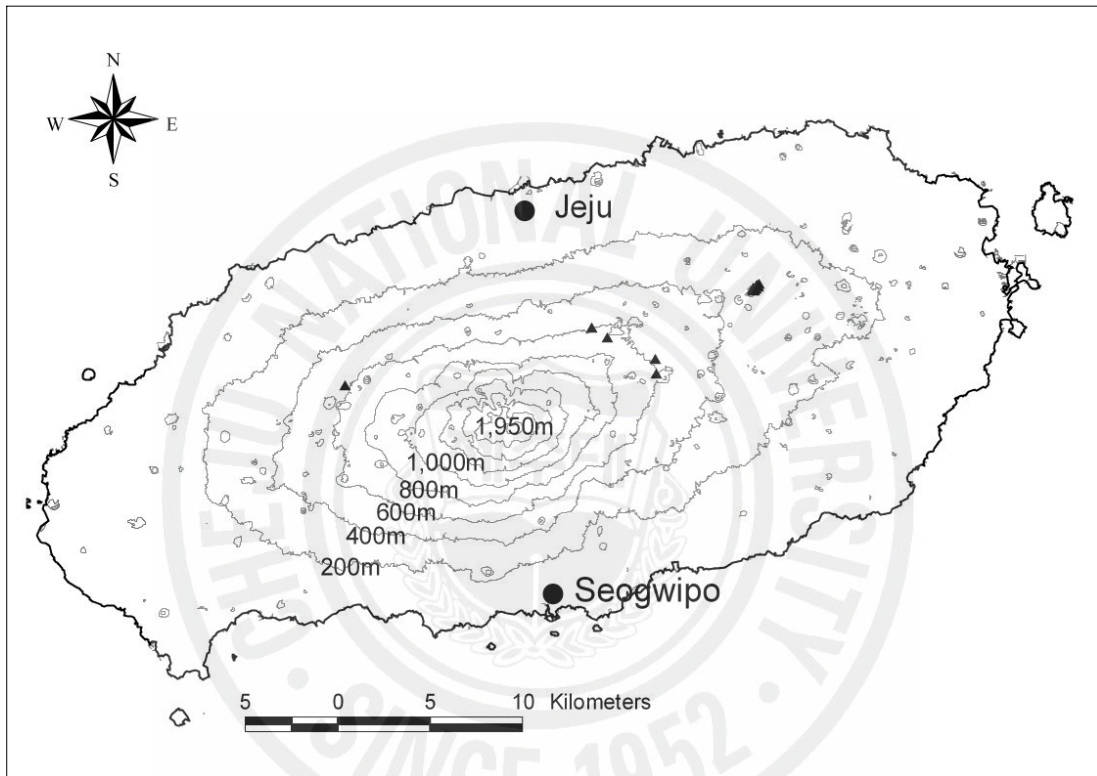 N
W E
S
Jeju
1,950m
1,000m
800m
600m
400m
200m
Seogwipo
5 0 5 10 Kilometers
CHEJU NATIONAL UNIVERSITY
· SINCE 1952 ·